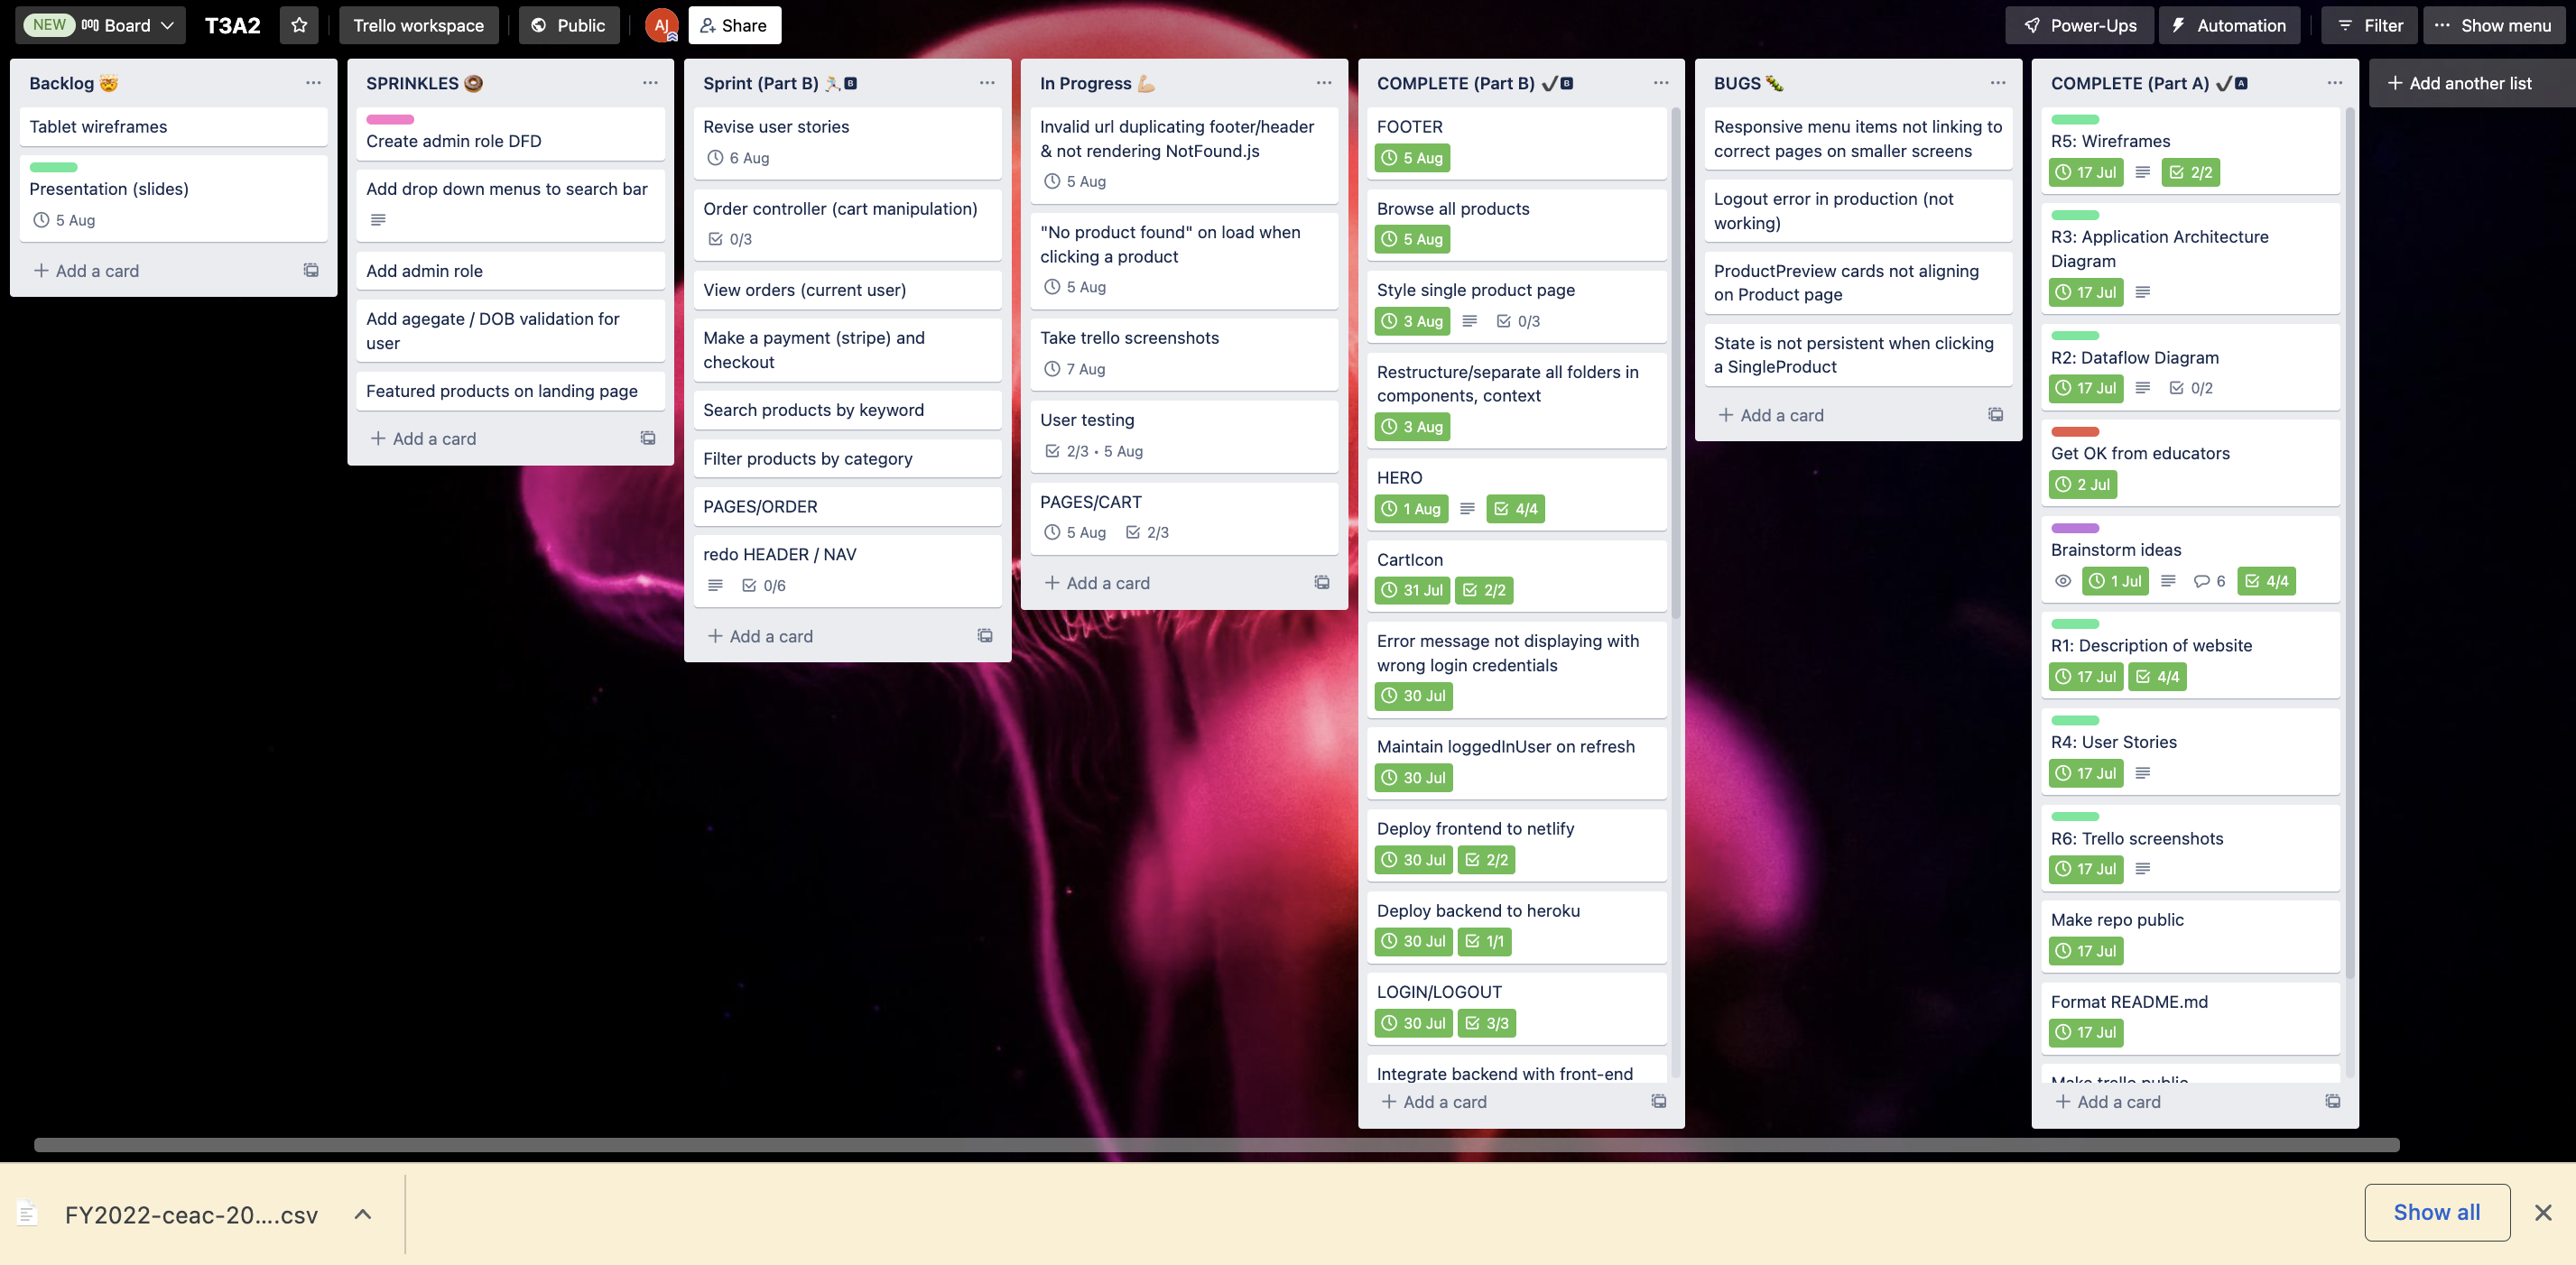 NEW Board T3A2 Trello workspace Public AJ Share Power-Ups Automation Filter Show menu
Backlog
Tablet wireframes
Presentation (slides)
5 Aug
Add a card
SPRINKLES
Create admin role DFD
Add drop down menus to search bar
Add admin role
Add agegate / DOB validation for
user
Featured products on landing page
Add a card
Sprint (Part B) B
Revise user stories
6 Aug
Order controller (cart manipulation)
0/3
View orders (current user)
Make a payment (stripe) and
checkout
Search products by keyword
Filter products by category
PAGES/ORDER
redo HEADER / NAV
0/6
Add a card
In Progress
Invalid url duplicating footer/header
& not rendering NotFound.js
5 Aug
"No product found" on load when
clicking a product
5 Aug
Take trello screenshots
7 Aug
User testing
2/3 • 5 Aug
PAGES/CART
5 Aug 2/3
Add a card
COMPLETE (Part B) B
FOOTER
5 Aug
Browse all products
5 Aug
Style single product page
3 Aug 0/3
Restructure/separate all folders in
components, context
3 Aug
HERO
1 Aug 4/4
CartIcon
31 Jul 2/2
Error message not displaying with
wrong login credentials
30 Jul
Maintain loggedInUser on refresh
30 Jul
Deploy frontend to netlify
30 Jul 2/2
Deploy backend to heroku
30 Jul 1/1
LOGIN/LOGOUT
30 Jul 3/3
Integrate backend with front-end
Add a card
BUGS
Responsive menu items not linking to
correct pages on smaller screens
Logout error in production (not
working)
ProductPreview cards not aligning
on Product page
State is not persistent when clicking
a SingleProduct
Add a card
COMPLETE (Part A) A
R5: Wireframes
17 Jul 2/2
R3: Application Architecture
Diagram
17 Jul
R2: Dataflow Diagram
17 Jul 0/2
Get OK from educators
2 Jul
Brainstorm ideas
1 Jul 6 4/4
R1: Description of website
17 Jul 4/4
R4: User Stories
17 Jul
R6: Trello screenshots
17 Jul
Make repo public
17 Jul
Format README.md
17 Jul
Make trello public
Add a card
Add another list
FY2022-ceac-20....csv
Show all